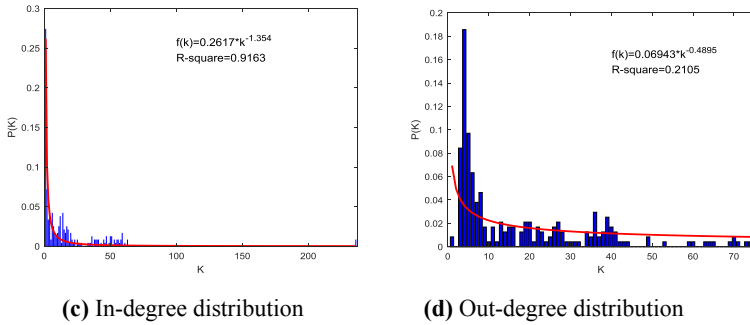 0.3
0.25
0.2
0.15
0.1
0.05
0
P(K)
f(k)=0.2617*k^-1.354
R-square=0.9163
0 50 100 150 200
K
(c) In-degree distribution
0.2
0.18
0.16
0.14
0.12
0.1
0.08
0.06
0.04
0.02
0
P(K)
f(k)=0.06943*k^-0.4895
R-square=0.2105
0 10 20 30 40 50 60 70
K
(d) Out-degree distribution